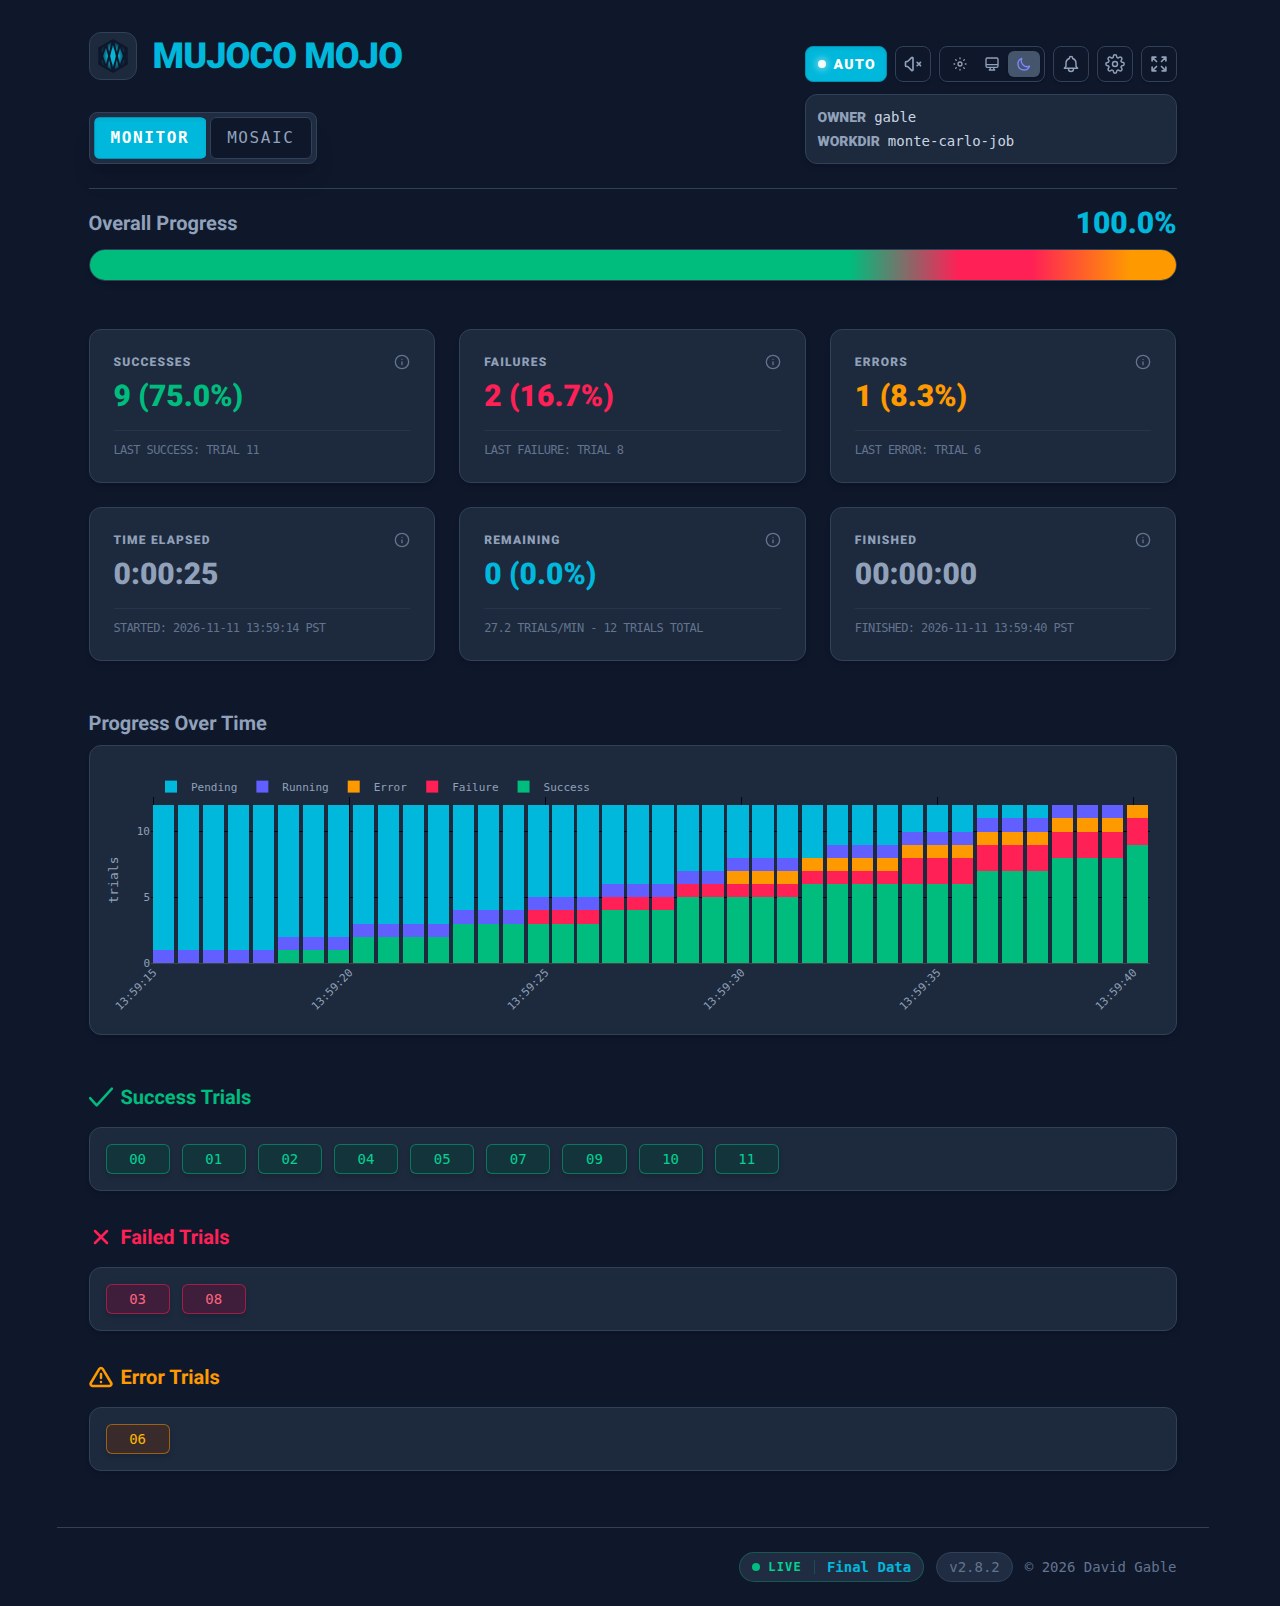 MUJOCO MOJO
AUTO
MONITOR MOSAIC
OWNER gable
WORKDIR monte-carlo-job
Overall Progress 100.0%
SUCCESSES
9 (75.0%)
LAST SUCCESS: TRIAL 11
FAILURES
2 (16.7%)
LAST FAILURE: TRIAL 8
ERRORS
1 (8.3%)
LAST ERROR: TRIAL 6
TIME ELAPSED
0:00:25
STARTED: 2026-11-11 13:59:14 PST
REMAINING
0 (0.0%)
27.2 TRIALS/MIN - 12 TRIALS TOTAL
FINISHED
00:00:00
FINISHED: 2026-11-11 13:59:40 PST
Progress Over Time
Pending Running Error Failure Success
trials
10
5
0
13:59:15 13:59:20 13:59:25 13:59:30 13:59:35 13:59:40
Success Trials
00 01 02 04 05 07 09 10 11
Failed Trials
03 08
Error Trials
06
LIVE Final Data v2.8.2 © 2026 David Gable